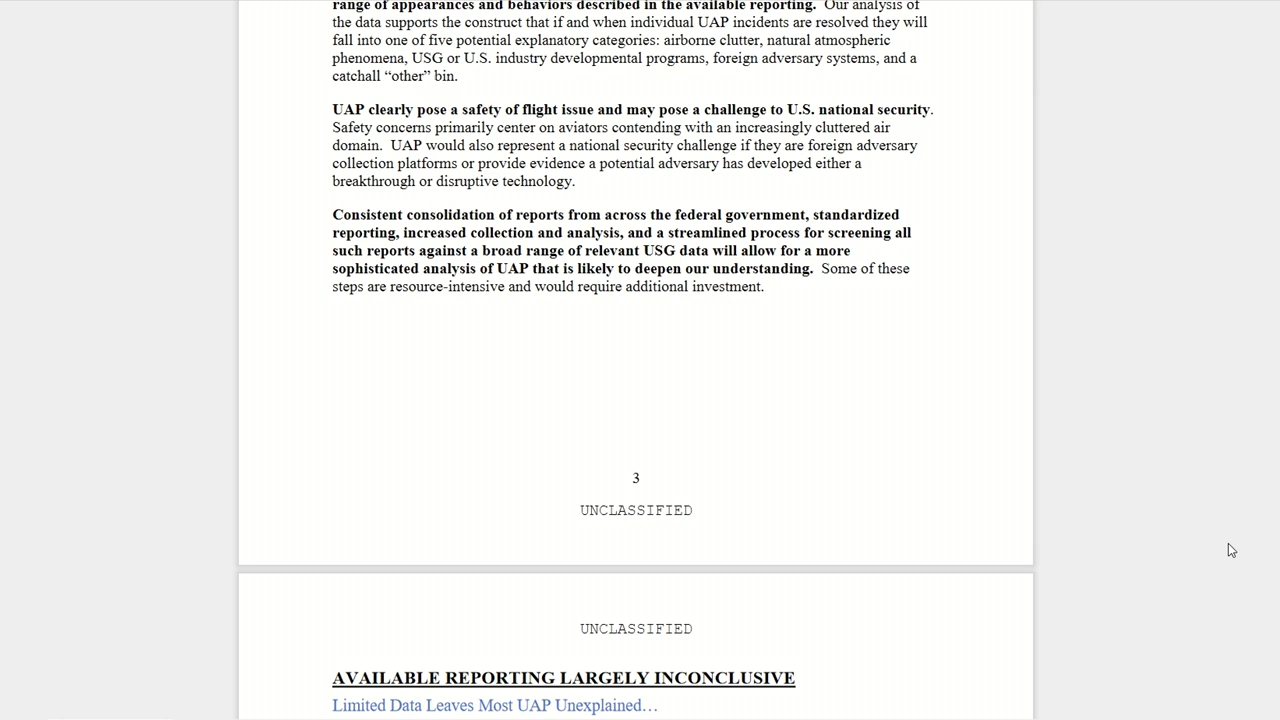 range of appearances and behaviors described in the available reporting.  Our analysis of
the data supports the construct that if and when individual UAP incidents are resolved they will
fall into one of five potential explanatory categories: airborne clutter, natural atmospheric
phenomena, USG or U.S. industry developmental programs, foreign adversary systems, and a
catchall “other” bin.
UAP clearly pose a safety of flight issue and may pose a challenge to U.S. national security.
Safety concerns primarily center on aviators contending with an increasingly cluttered air
domain.  UAP would also represent a national security challenge if they are foreign adversary
collection platforms or provide evidence a potential adversary has developed either a
breakthrough or disruptive technology.
Consistent consolidation of reports from across the federal government, standardized
reporting, increased collection and analysis, and a streamlined process for screening all
such reports against a broad range of relevant USG data will allow for a more
sophisticated analysis of UAP that is likely to deepen our understanding.  Some of these
steps are resource-intensive and would require additional investment.
3
UNCLASSIFIED
UNCLASSIFIED
AVAILABLE REPORTING LARGELY INCONCLUSIVE
Limited Data Leaves Most UAP Unexplained…